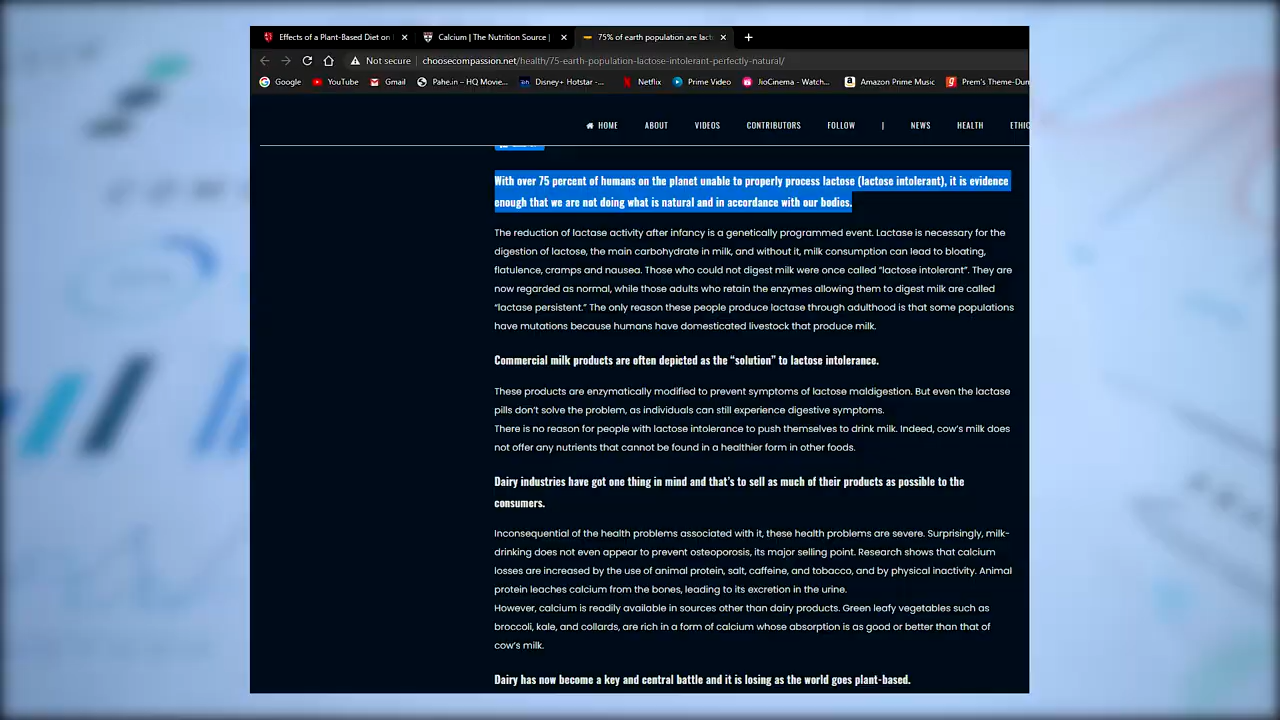 Effects of a Plant-Based Diet on
Calcium | The Nutrition Source |
75% of earth population are lact
Not secure
choosecompassion.net/health/75-earth-population-lactose-intolerant-perfectly-natural/
Google
YouTube
Gmail
Pahe.in – HQ Movie...
Disney+ Hotstar -...
Netflix
Prime Video
JioCinema - Watch...
Amazon Prime Music
Prem's Theme-Dun
HOME
ABOUT
VIDEOS
CONTRIBUTORS
FOLLOW
|
NEWS
HEALTH
ETHIC
With over 75 percent of humans on the planet unable to properly process lactose (lactose intolerant), it is evidence
enough that we are not doing what is natural and in accordance with our bodies.
The reduction of lactase activity after infancy is a genetically programmed event. Lactase is necessary for the
digestion of lactose, the main carbohydrate in milk, and without it, milk consumption can lead to bloating,
flatulence, cramps and nausea. Those who could not digest milk were once called “lactose intolerant”. They are
now regarded as normal, while those adults who retain the enzymes allowing them to digest milk are called
“lactase persistent.” The only reason these people produce lactase through adulthood is that some populations
have mutations because humans have domesticated livestock that produce milk.
Commercial milk products are often depicted as the “solution” to lactose intolerance.
These products are enzymatically modified to prevent symptoms of lactose maldigestion. But even the lactase
pills don’t solve the problem, as individuals can still experience digestive symptoms.
There is no reason for people with lactose intolerance to push themselves to drink milk. Indeed, cow’s milk does
not offer any nutrients that cannot be found in a healthier form in other foods.
Dairy industries have got one thing in mind and that’s to sell as much of their products as possible to the
consumers.
Inconsequential of the health problems associated with it, these health problems are severe. Surprisingly, milk-
drinking does not even appear to prevent osteoporosis, its major selling point. Research shows that calcium
losses are increased by the use of animal protein, salt, caffeine, and tobacco, and by physical inactivity. Animal
protein leaches calcium from the bones, leading to its excretion in the urine.
However, calcium is readily available in sources other than dairy products. Green leafy vegetables such as
broccoli, kale, and collards, are rich in a form of calcium whose absorption is as good or better than that of
cow’s milk.
Dairy has now become a key and central battle and it is losing as the world goes plant-based.